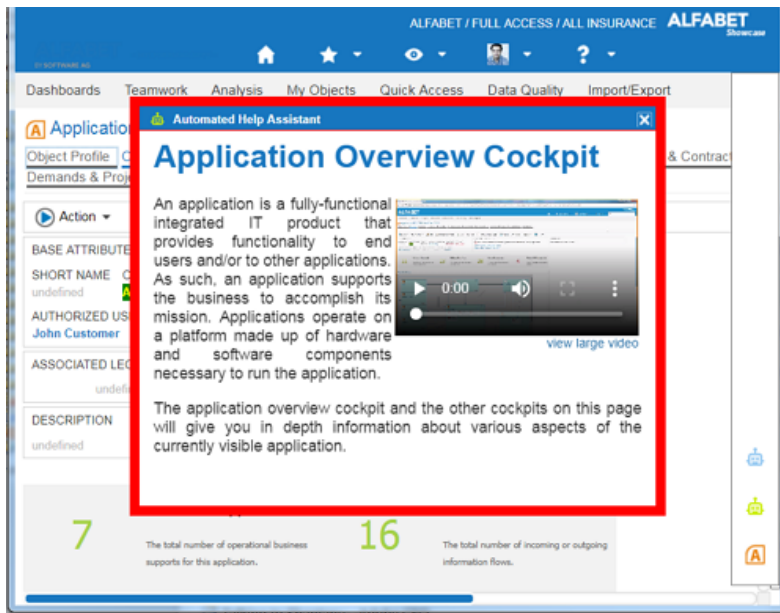 ALFABET / FULL ACCESS / ALL INSURANCE
ALFABET
Showcase
IT SOFTWARE AG
Dashboards Teamwork Analysis My Objects Quick Access Data Quality Import/Export
A Applicatio
Object Profile
& Contract
Demands & Proj
Action
BASE ATTRIBUTE
SHORT NAME
undefined
AUTHORIZED US
John Customer
ASSOCIATED LEG
undefi
DESCRIPTION
undefined
Automated Help Assistant
Application Overview Cockpit
An application is a fully-functional
integrated IT product that
provides functionality to end
users and/or to other applications.
As such, an application supports
the business to accomplish its
mission. Applications operate on
a platform made up of hardware
and software components
necessary to run the application.
0:00
view large video
The application overview cockpit and the other cockpits on this page
will give you in depth information about various aspects of the
currently visible application.
7
The total number of operational business
supports for this application.
16
The total number of incoming or outgoing
information flows.
A